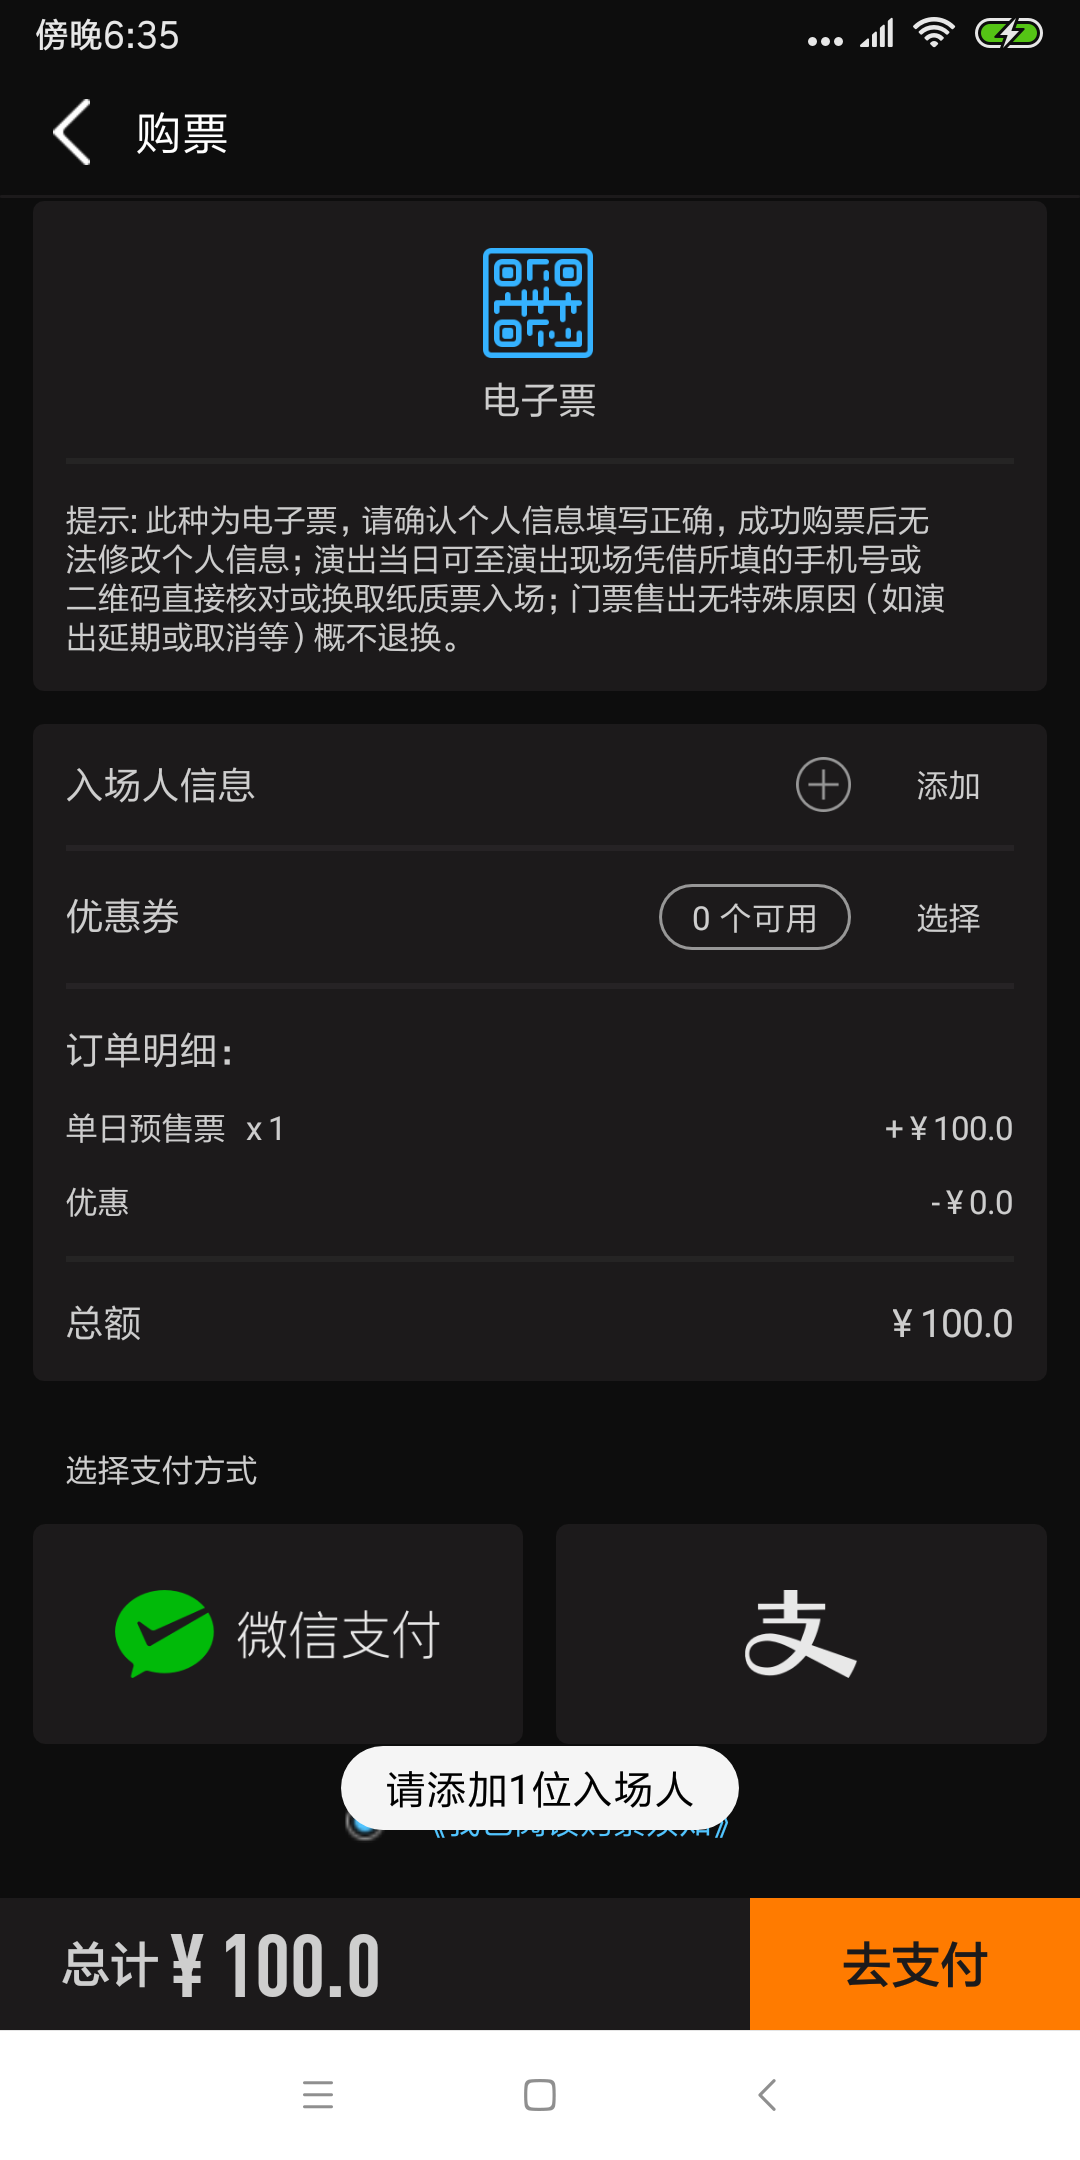 傍晚6:35
购票
电子票
提示: 此种为电子票, 请确认个人信息填写正确, 成功购票后无
法修改个人信息; 演出当日可至演出现场凭借所填的手机号或
二维码直接核对或换取纸质票入场; 门票售出无特殊原因 ( 如演
出延期或取消等 ) 概不退换。
入场人信息 添加
优惠券 0 个可用 选择
订单明细:
单日预售票 x 1 + ¥ 100.0
优惠 - ¥ 0.0
总额 ¥ 100.0
选择支付方式
微信支付 支
请添加1位入场人
总计 ¥ 100.0 去支付